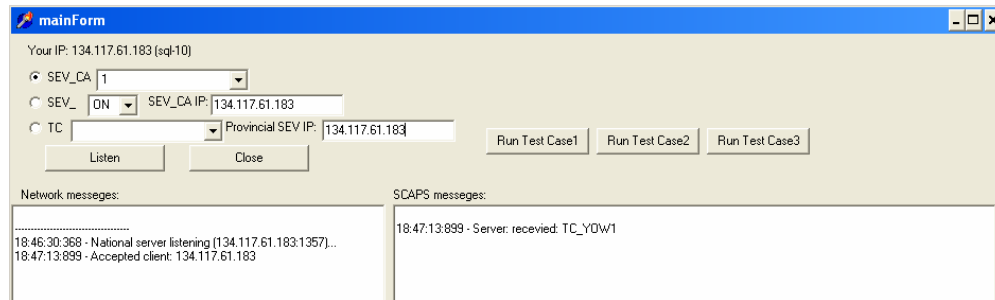 mainForm
Your IP: 134.117.61.183 (sql-10)
SEV_CA 1
SEV_ ON SEV_CA IP: 134.117.61.183
TC Provincial SEV IP: 134.117.61.183
Run Test Case1 Run Test Case2 Run Test Case3
Listen Close
Network messeges: SCAPS messeges:
----------------------------------
18:46:30:368 - National server listening (134.117.61.183:1357)...
18:47:13:899 - Accepted client: 134.117.61.183
18:47:13:899 - Server: recevied: TC_YOW1